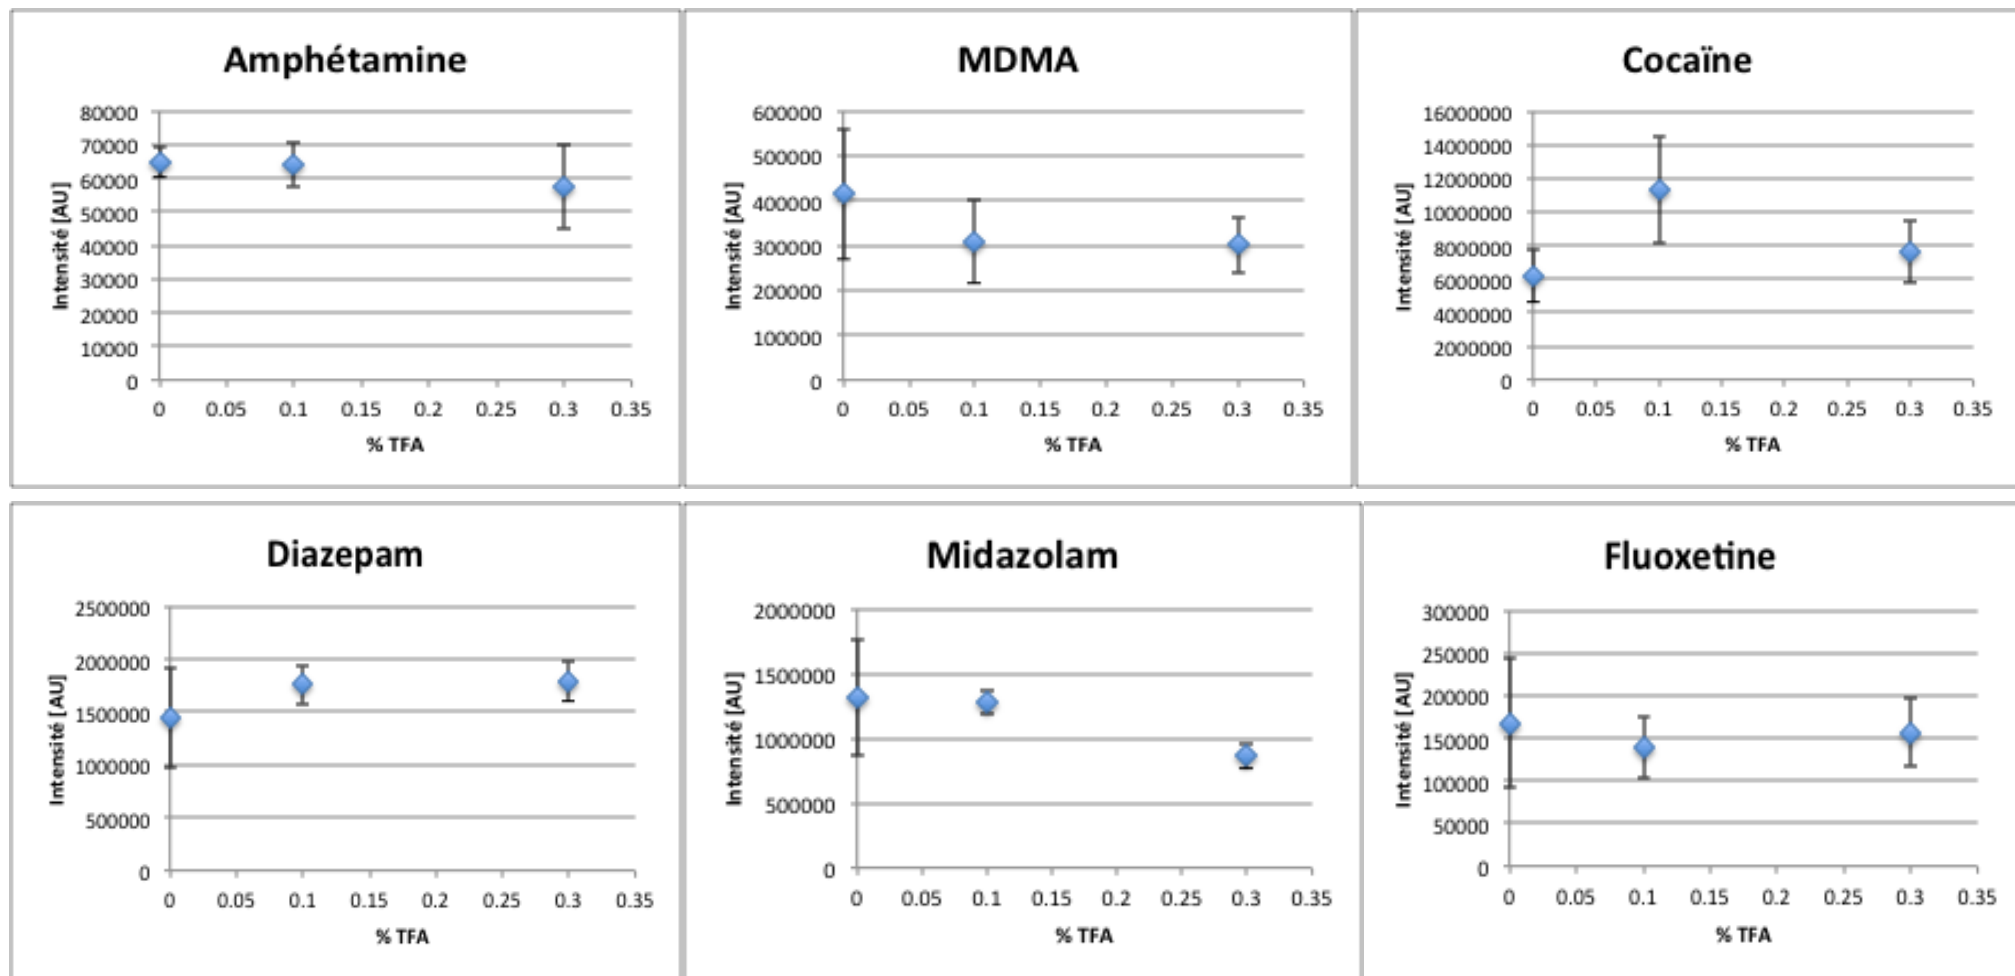 Amphétamine
Intensité [AU]
80000
70000
60000
50000
40000
30000
20000
10000
0
0 0.05 0.1 0.15 0.2 0.25 0.3 0.35
% TFA
MDMA
Intensité [AU]
600000
500000
400000
300000
200000
100000
0
0 0.05 0.1 0.15 0.2 0.25 0.3 0.35
% TFA
Cocaïne
Intensité [AU]
16000000
14000000
12000000
10000000
8000000
6000000
4000000
2000000
0
0 0.05 0.1 0.15 0.2 0.25 0.3 0.35
% TFA
Diazepam
Intensité [AU]
2500000
2000000
1500000
1000000
500000
0
0 0.05 0.1 0.15 0.2 0.25 0.3 0.35
% TFA
Midazolam
Intensité [AU]
2000000
1500000
1000000
500000
0
0 0.05 0.1 0.15 0.2 0.25 0.3 0.35
% TFA
Fluoxetine
Intensité [AU]
300000
250000
200000
150000
100000
50000
0
0 0.05 0.1 0.15 0.2 0.25 0.3 0.35
% TFA